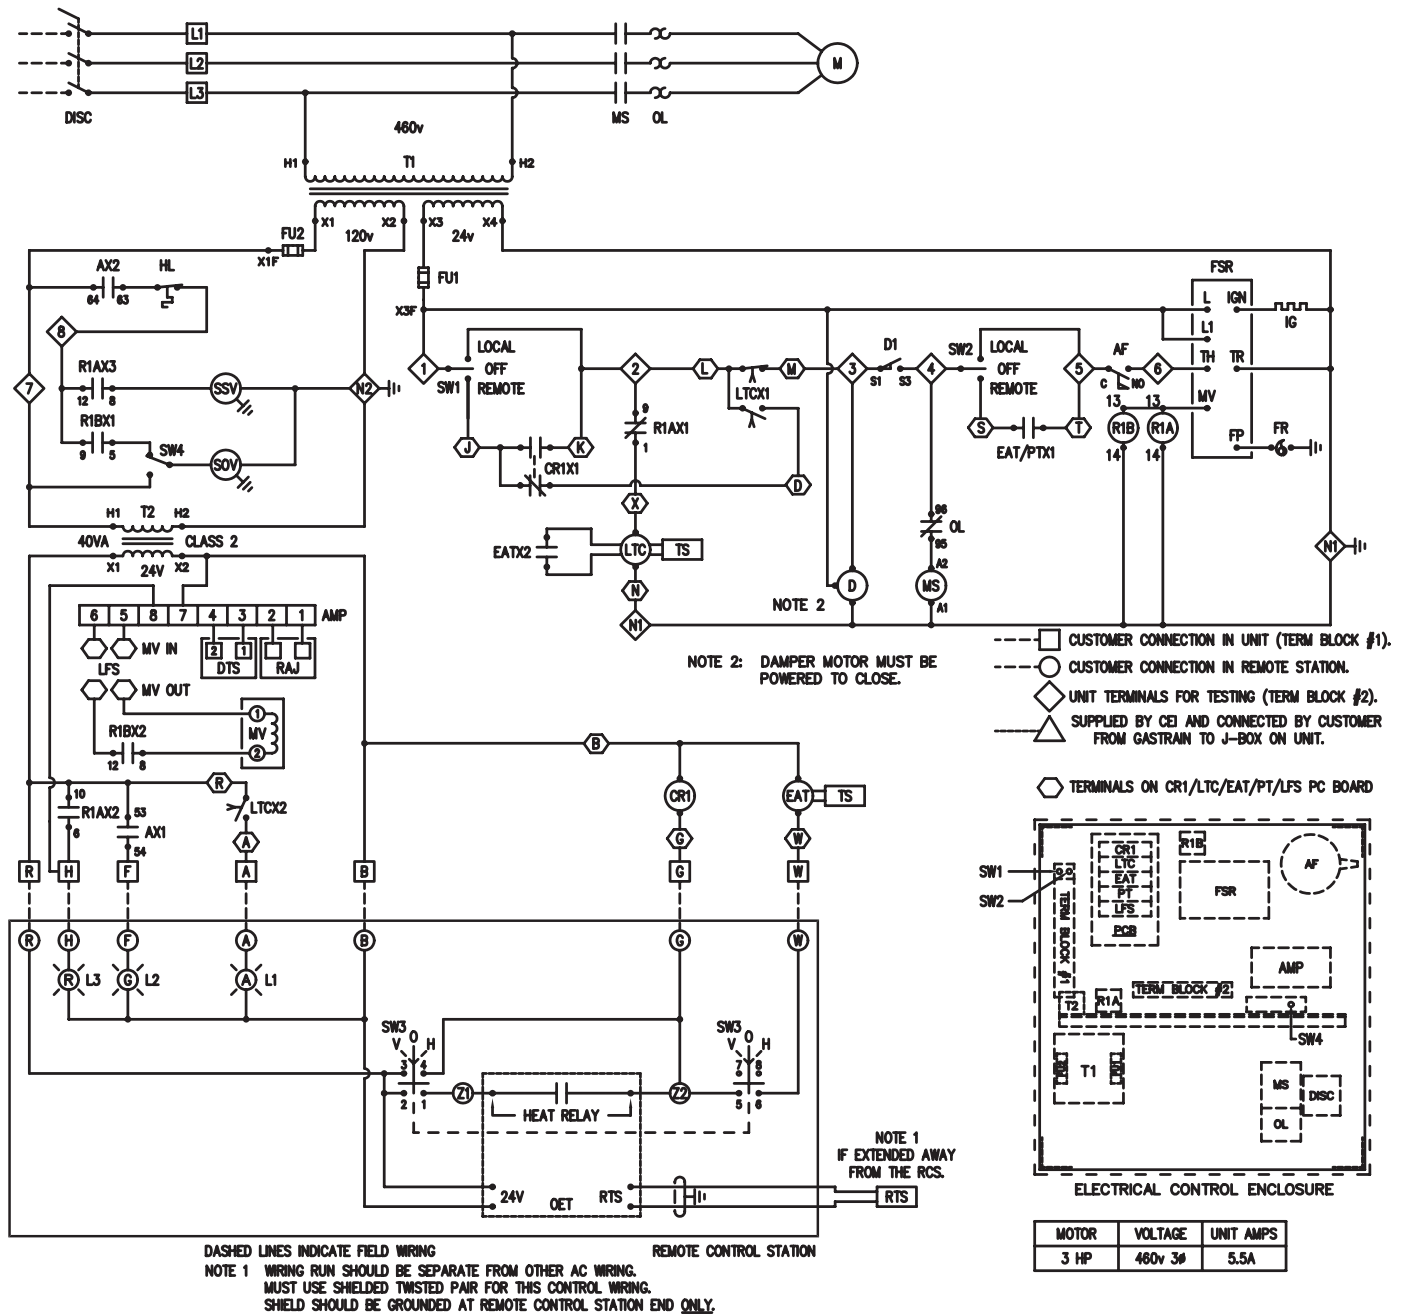 L1
L2
L3
M
DISC
MS OL
460v
H1 T1 H2
X1 X2 X3 X4
FU2 120v 24v
X1F
FU1
FSR
AX2 HL
64 63
X3F
L IGN
L1
IG
8
R1AX3
12 8
SSV
7
N2
1
LOCAL
OFF
REMOTE
SW1
2
L
M
LTCX1
3
D1
S1 S3
4
SW2
LOCAL
OFF
REMOTE
5
AF
C NO
6
TH TR
MV
R1BX1
9 5
SW4
SOV
9
R1AX1
1
J
K
CR1X1
D
S
T
EAT/PTX1
13 13
R1B R1A
14 14
FP FR
X
H1 T2 H2
40VA CLASS 2
X1 24V X2
EATX2
LTC TS
N
N1
96
OL
95
A2
MS
A1
D
NOTE 2
N1
6 5 8 7 4 3 2 1 AMP
MV IN
LFS
MV OUT
2 1
DTS RAJ
NOTE 2: DAMPER MOTOR MUST BE
POWERED TO CLOSE.
CUSTOMER CONNECTION IN UNIT (TERM BLOCK #1).
CUSTOMER CONNECTION IN REMOTE STATION.
UNIT TERMINALS FOR TESTING (TERM BLOCK #2).
SUPPLIED BY CEI AND CONNECTED BY CUSTOMER
FROM GASTRAIN TO J-BOX ON UNIT.
TERMINALS ON CR1/LTC/EAT/PT/LFS PC BOARD
1
MV
2
R1BX2
12 8
B
R
10
R1AX2
6
53
AX1
54
LTCX2
A
CR1
EAT TS
G
W
R H F A B G W
R H F A B G W
R L3 G L2 A L1
SW3
V O H
3 4
2 1
SW3
V O H
7 8
5 6
Z1
Z2
HEAT RELAY
24V OET RTS
NOTE 1
IF EXTENDED AWAY
FROM THE RCS.
RTS
DASHED LINES INDICATE FIELD WIRING
REMOTE CONTROL STATION
NOTE 1 WIRING RUN SHOULD BE SEPARATE FROM OTHER AC WIRING.
MUST USE SHIELDED TWISTED PAIR FOR THIS CONTROL WIRING.
SHIELD SHOULD BE GROUNDED AT REMOTE CONTROL STATION END ONLY.
SW1
SW2
CR1
LTC
EAT
PT
LFS
PCB
R1B
FSR
AF
TERM BLOCK #1
AMP
T2 R1A
TERM BLOCK #2
SW4
T1
MS
OL
DISC
ELECTRICAL CONTROL ENCLOSURE
MOTOR VOLTAGE UNIT AMPS
3 HP 460v 3ø 5.5A